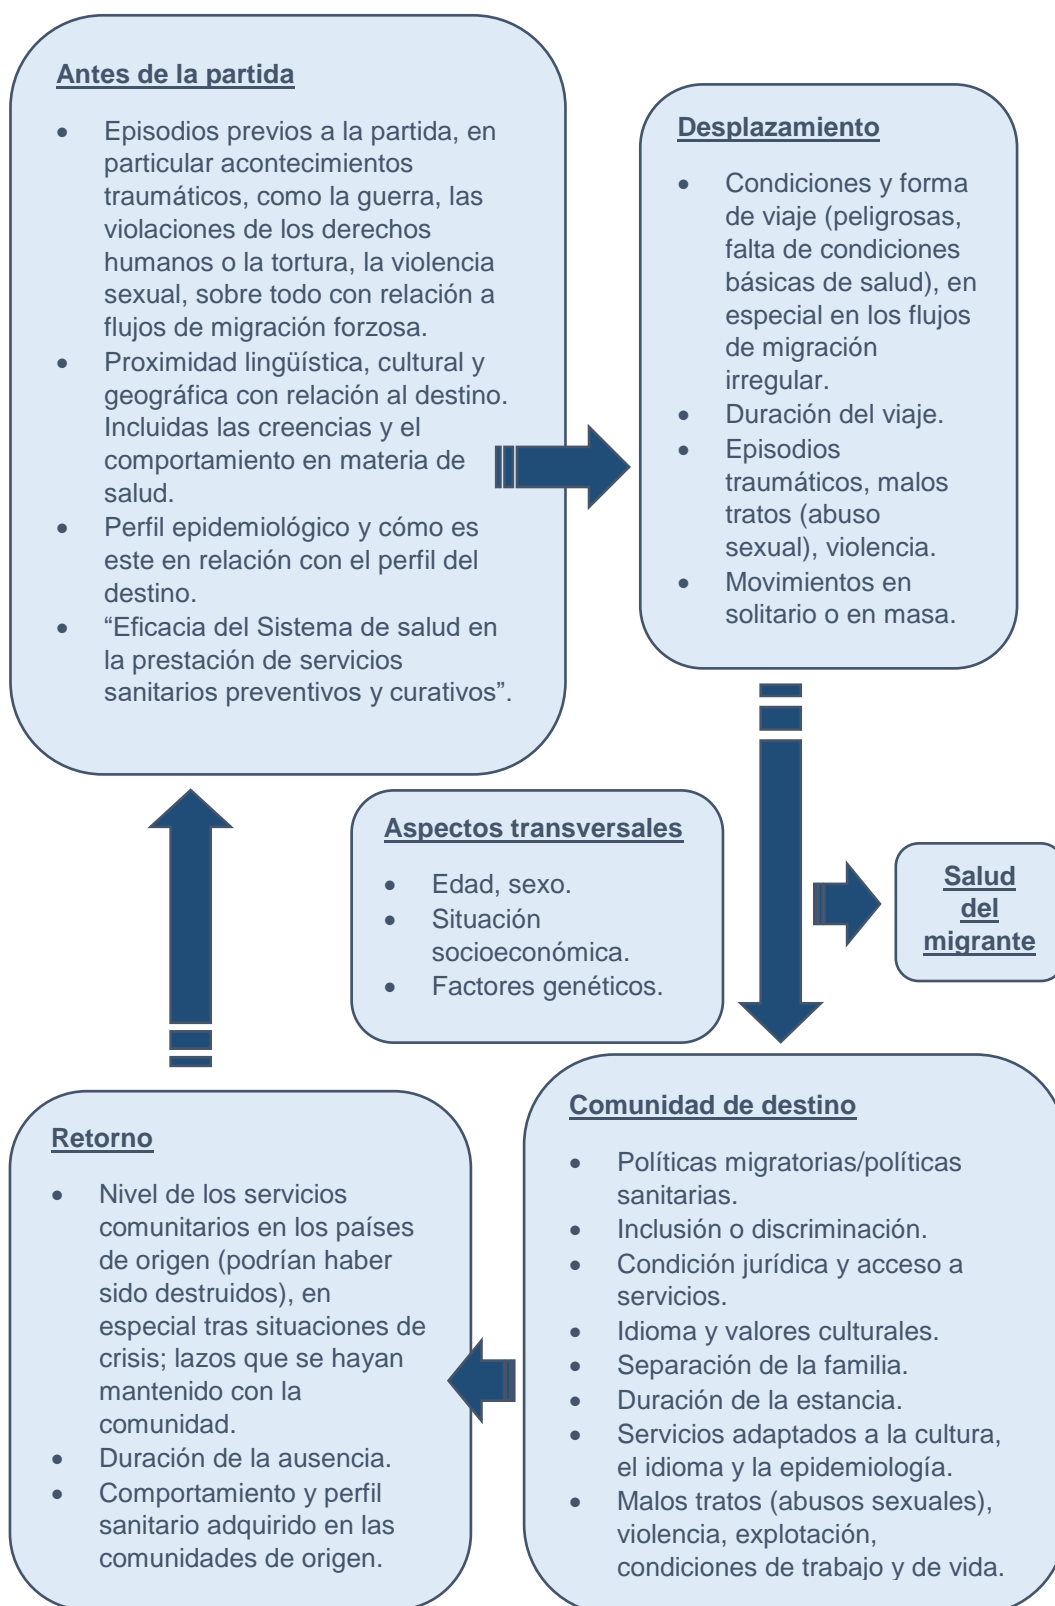 Antes de la partida
• Episodios previos a la partida, en
particular acontecimientos
traumáticos, como la guerra, las
violaciones de los derechos
humanos o la tortura, la violencia
sexual, sobre todo con relación a
flujos de migración forzosa.
• Proximidad lingüística, cultural y
geográfica con relación al destino.
Incluidas las creencias y el
comportamiento en materia de
salud.
• Perfil epidemiológico y cómo es
este en relación con el perfil del
destino.
• “Eficacia del Sistema de salud en
la prestación de servicios
sanitarios preventivos y curativos”.
Desplazamiento
• Condiciones y forma
de viaje (peligrosas,
falta de condiciones
básicas de salud), en
especial en los flujos
de migración
irregular.
• Duración del viaje.
• Episodios
traumáticos, malos
tratos (abuso
sexual), violencia.
• Movimientos en
solitario o en masa.
Aspectos transversales
• Edad, sexo.
• Situación
socioeconómica.
• Factores genéticos.
Salud
del
migrante
Comunidad de destino
• Políticas migratorias/políticas
sanitarias.
• Inclusión o discriminación.
• Condición jurídica y acceso a
servicios.
• Idioma y valores culturales.
• Separación de la familia.
• Duración de la estancia.
• Servicios adaptados a la cultura,
el idioma y la epidemiología.
• Malos tratos (abusos sexuales),
violencia, explotación,
condiciones de trabajo y de vida.
Retorno
• Nivel de los servicios
comunitarios en los países
de origen (podrían haber
sido destruidos), en
especial tras situaciones de
crisis; lazos que se hayan
mantenido con la
comunidad.
• Duración de la ausencia.
• Comportamiento y perfil
sanitario adquirido en las
comunidades de origen.